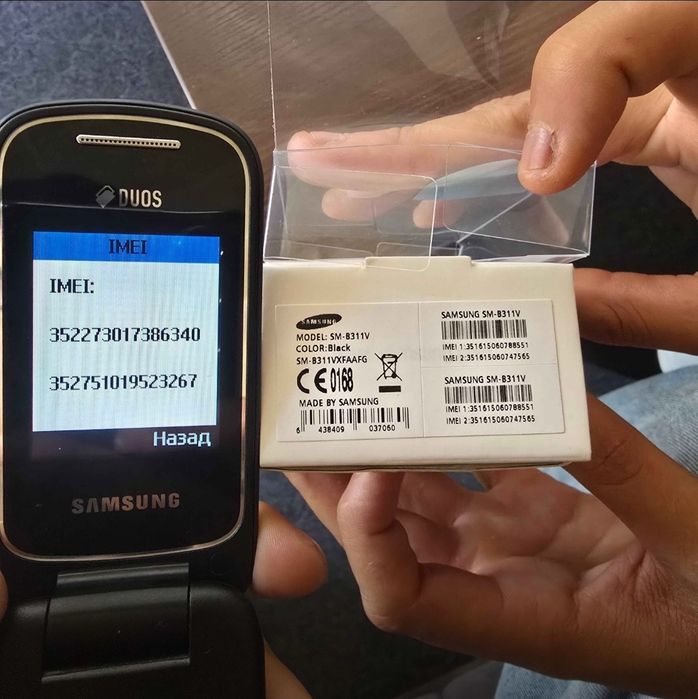 DUOS
IMEI
IMEI:
352273017386340
352751019523267
Назад
SAMSUNG
SAMSUNG
MODEL: SM-B311V
COLOR:Black
SM-B311VXFAAFG
CE 0168
MADE BY SAMSUNG
6 438409 037060
SAMSUNG SM-B311V
IMEI 1:351615060788551
IMEI 2:351615060747565
SAMSUNG SM-B311V
IMEI 1:351615060788551
IMEI 2:351615060747565